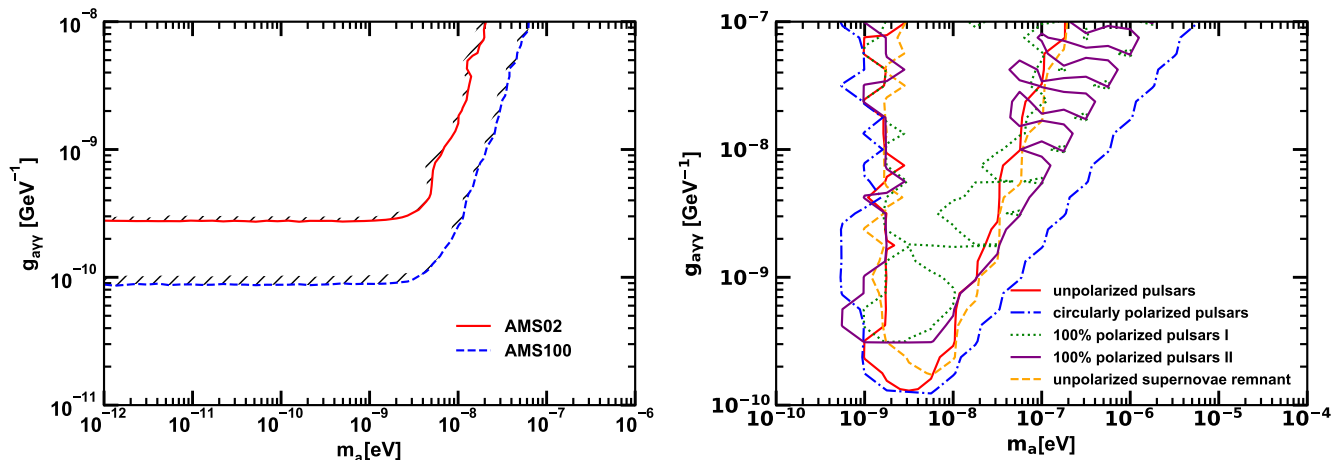 10⁻⁸
10⁻⁹
10⁻¹⁰
10⁻¹¹
g_aγγ [GeV⁻¹]
AMS02
AMS100
10⁻¹² 10⁻¹¹ 10⁻¹⁰ 10⁻⁹ 10⁻⁸ 10⁻⁷ 10⁻⁶
m_a[eV]
10⁻⁷
10⁻⁸
10⁻⁹
10⁻¹⁰
g_aγγ [GeV⁻¹]
unpolarized pulsars
circularly polarized pulsars
100% polarized pulsars I
100% polarized pulsars II
unpolarized supernovae remnant
10⁻¹⁰ 10⁻⁹ 10⁻⁸ 10⁻⁷ 10⁻⁶ 10⁻⁵ 10⁻⁴
m_a[eV]